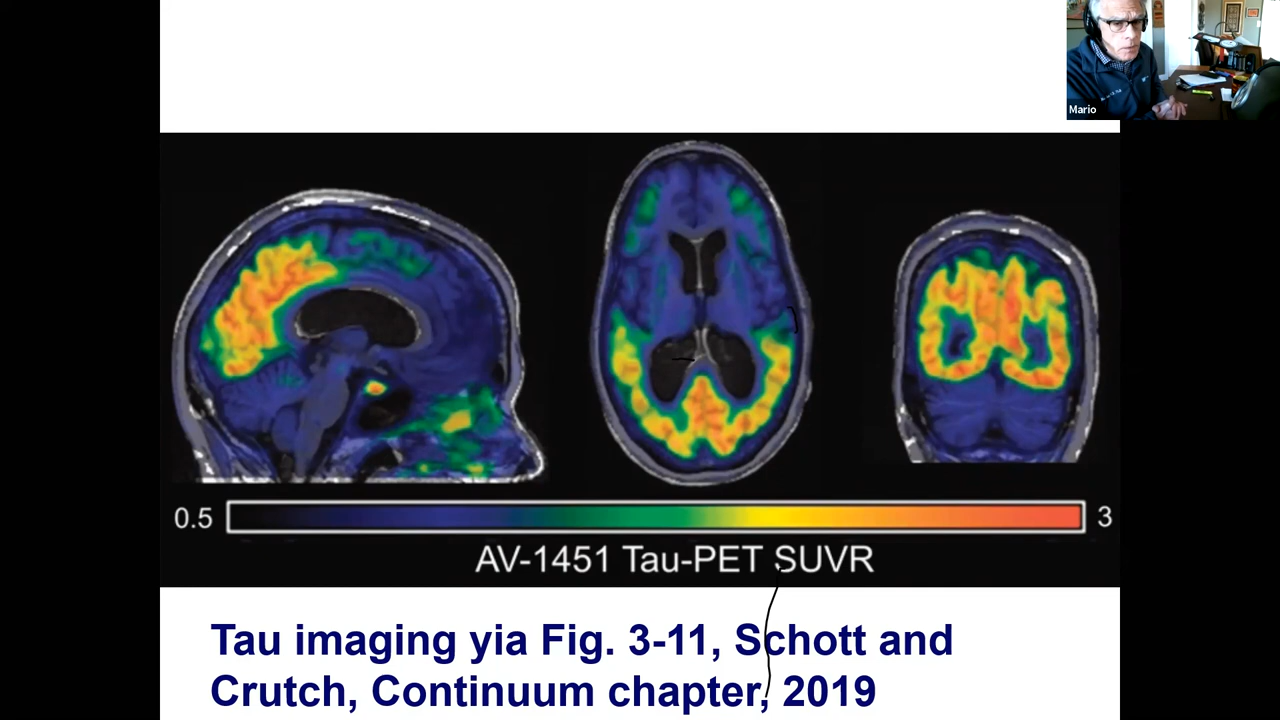 Mario
0.5
3
AV-1451 Tau-PET SUVR
Tau imaging yia Fig. 3-11, Schott and
Crutch, Continuum chapter, 2019